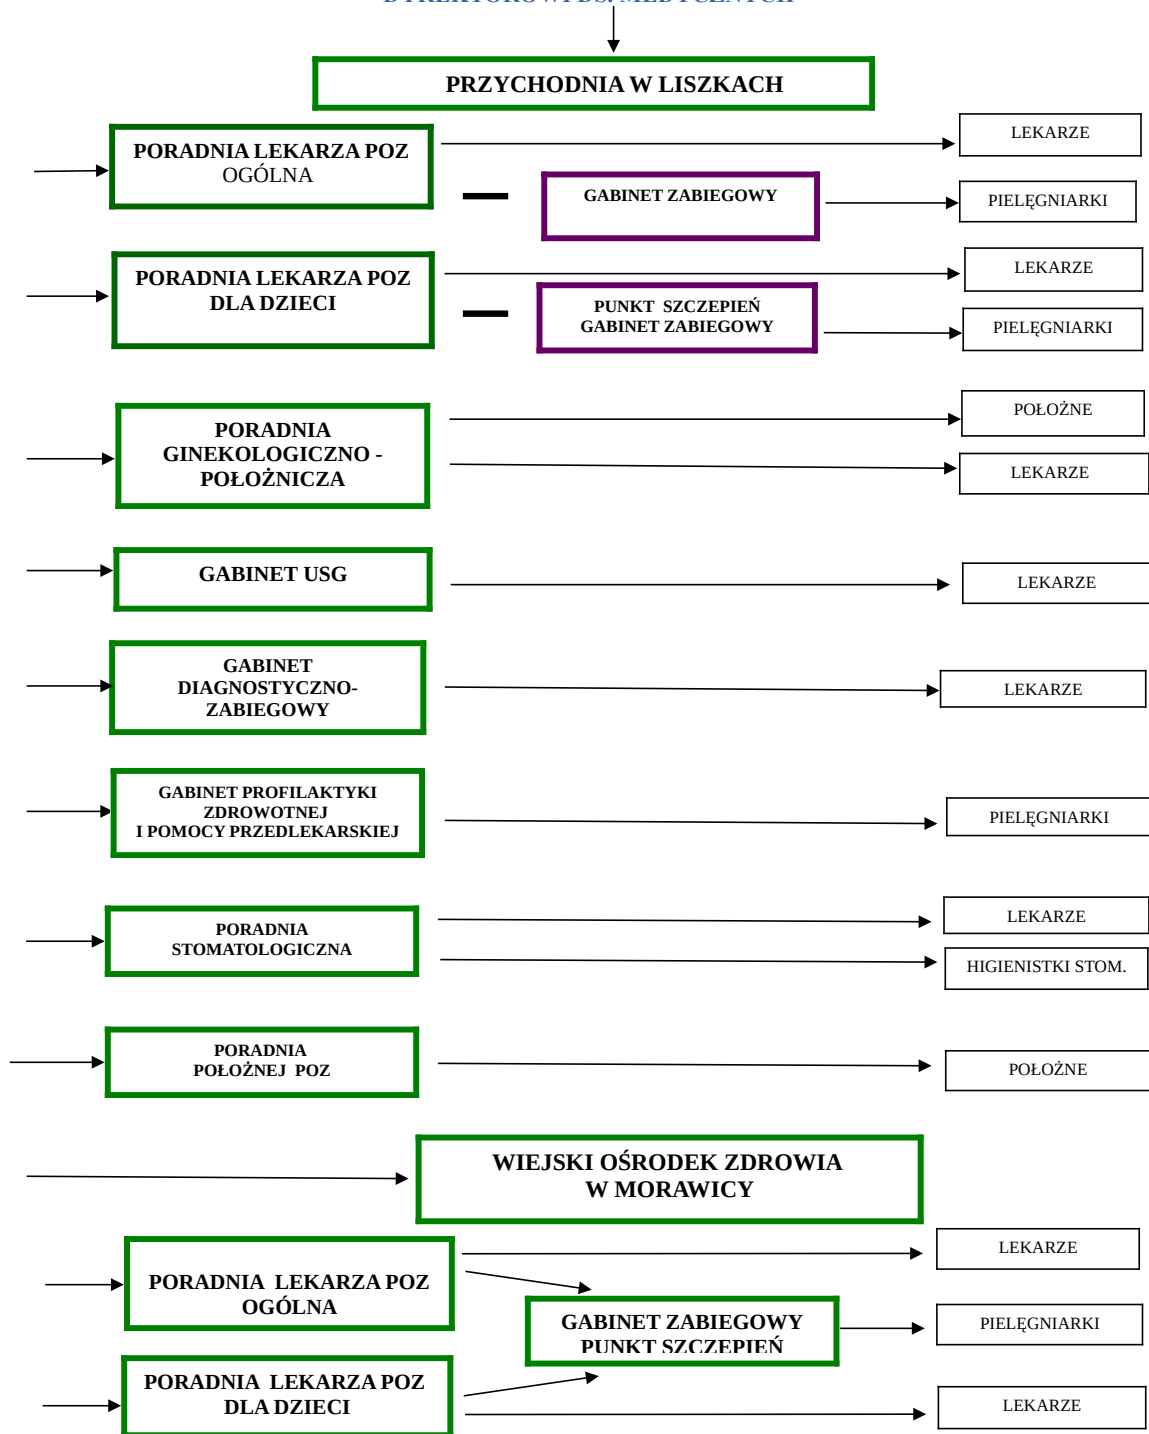 DYREKTOROWI DS. MEDYCZNYCH
PRZYCHODNIA W LISZKACH
PORADNIA LEKARZA POZ
OGÓLNA
LEKARZE
GABINET ZABIEGOWY
PIELĘGNIARKI
PORADNIA LEKARZA POZ
DLA DZIECI
LEKARZE
PUNKT SZCZEPIEŃ
GABINET ZABIEGOWY
PIELĘGNIARKI
PORADNIA
GINEKOLOGICZNO -
POŁOŻNICZA
POŁOŻNE
LEKARZE
GABINET USG
LEKARZE
GABINET
DIAGNOSTYCZNO-
ZABIEGOWY
LEKARZE
GABINET PROFILAKTYKI
ZDROWOTNEJ
I POMOCY PRZEDLEKARSKIEJ
PIELĘGNIARKI
PORADNIA
STOMATOLOGICZNA
LEKARZE
HIGIENISTKI STOM.
PORADNIA
POŁOŻNEJ POZ
POŁOŻNE
WIEJSKI OŚRODEK ZDROWIA
W MORAWICY
PORADNIA LEKARZA POZ
OGÓLNA
LEKARZE
GABINET ZABIEGOWY
PUNKT SZCZEPIEŃ
PIELĘGNIARKI
PORADNIA LEKARZA POZ
DLA DZIECI
LEKARZE